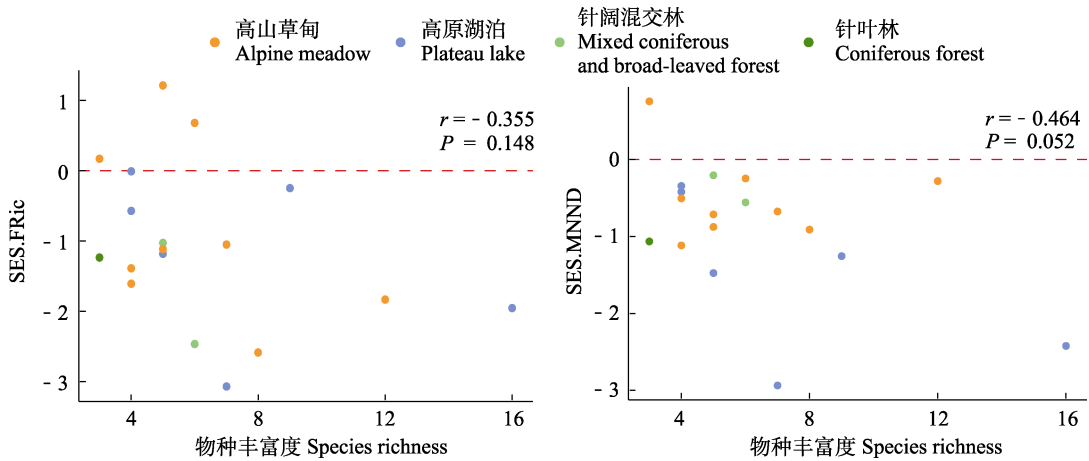 高山草甸
Alpine meadow
高原湖泊
Plateau lake
针阔混交林
Mixed coniferous
and broad-leaved forest
针叶林
Coniferous forest
r = - 0.355
P = 0.148
1
0
- 1
- 2
- 3
SES.FRic
4
8
12
16
物种丰富度 Species richness
r = - 0.464
P = 0.052
0
- 1
- 2
- 3
SES.MNND
4
8
12
16
物种丰富度 Species richness